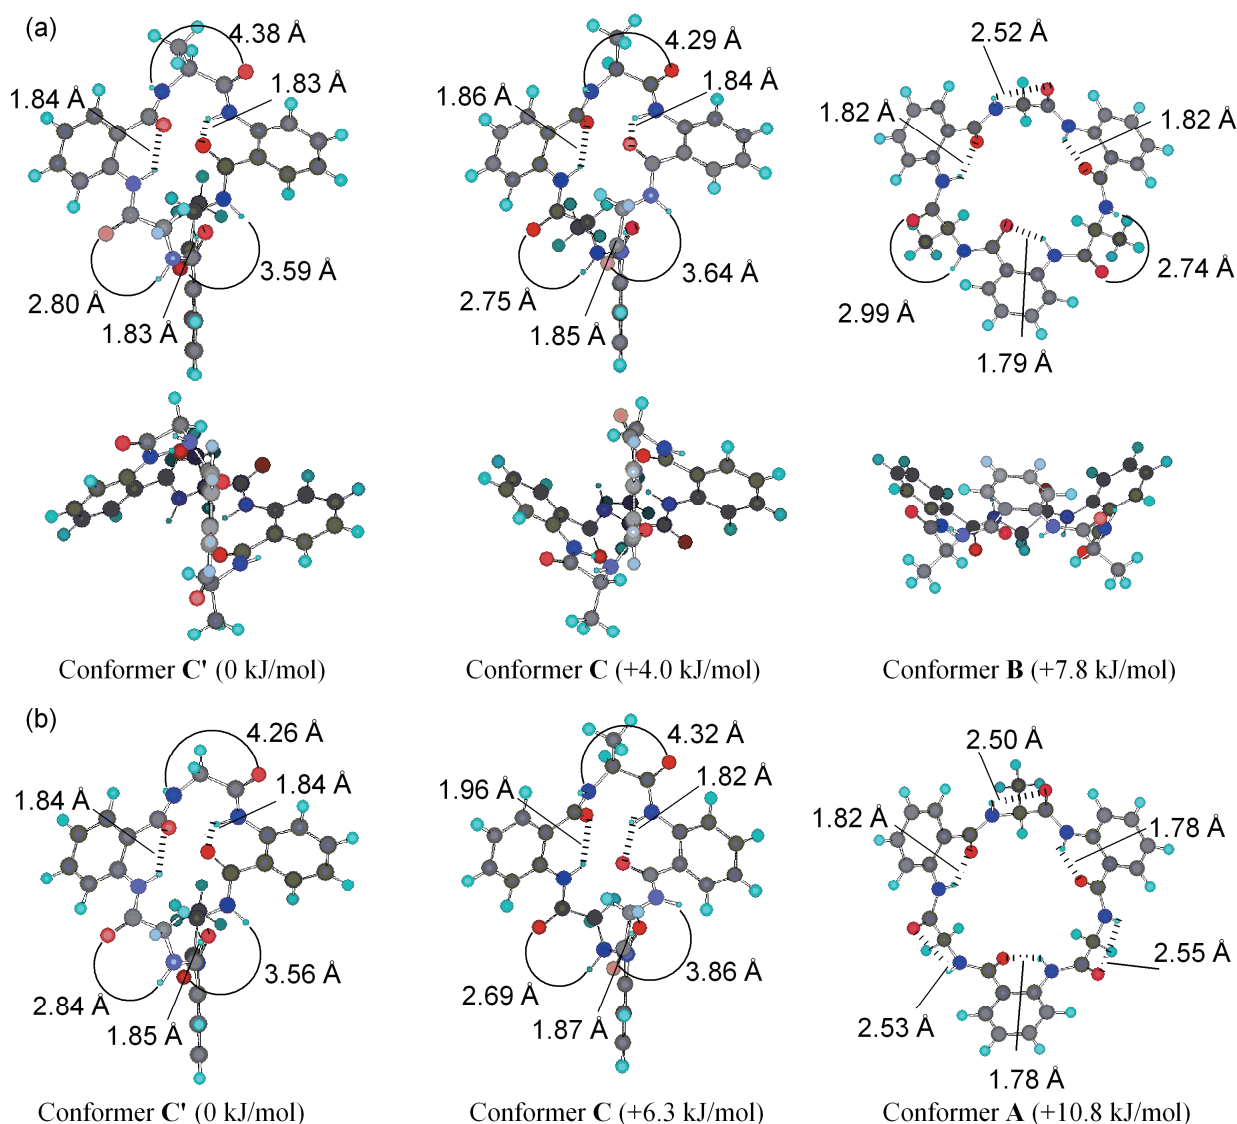 (a)
4.38 Å
1.83 Å
1.84 Å
3.59 Å
2.80 Å
1.83 Å
4.29 Å
1.84 Å
1.86 Å
3.64 Å
2.75 Å
1.85 Å
2.52 Å
1.82 Å
1.82 Å
2.74 Å
2.99 Å
1.79 Å
Conformer C' (0 kJ/mol)
Conformer C (+4.0 kJ/mol)
Conformer B (+7.8 kJ/mol)
(b)
4.26 Å
1.84 Å
1.84 Å
3.56 Å
2.84 Å
1.85 Å
4.32 Å
1.82 Å
1.96 Å
3.86 Å
2.69 Å
1.87 Å
2.50 Å
1.82 Å
1.78 Å
2.55 Å
2.53 Å
1.78 Å
Conformer C' (0 kJ/mol)
Conformer C (+6.3 kJ/mol)
Conformer A (+10.8 kJ/mol)